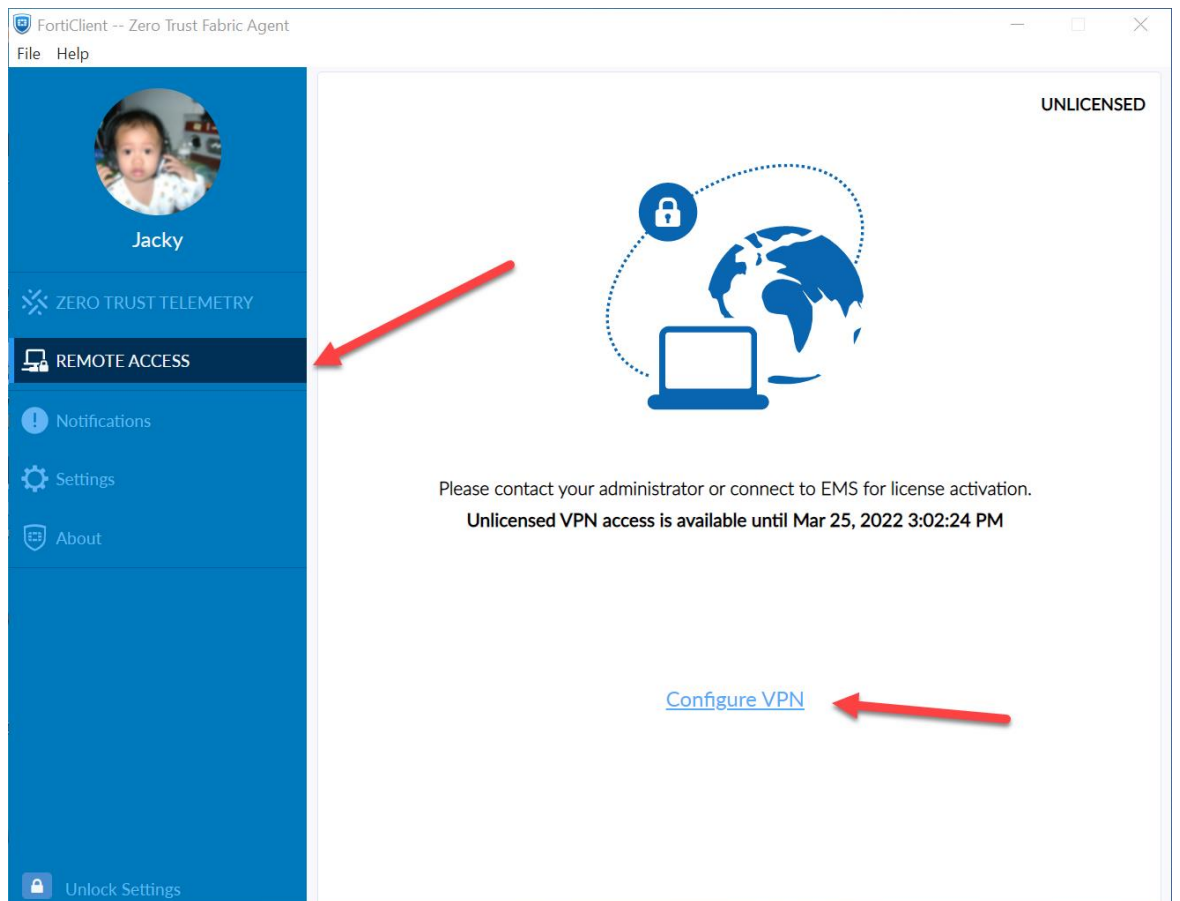 FortiClient -- Zero Trust Fabric Agent
File Help
UNLICENSED
Jacky
ZERO TRUST TELEMETRY
REMOTE ACCESS
Notifications
Settings
About
Please contact your administrator or connect to EMS for license activation.
Unlicensed VPN access is available until Mar 25, 2022 3:02:24 PM
Configure VPN
Unlock Settings